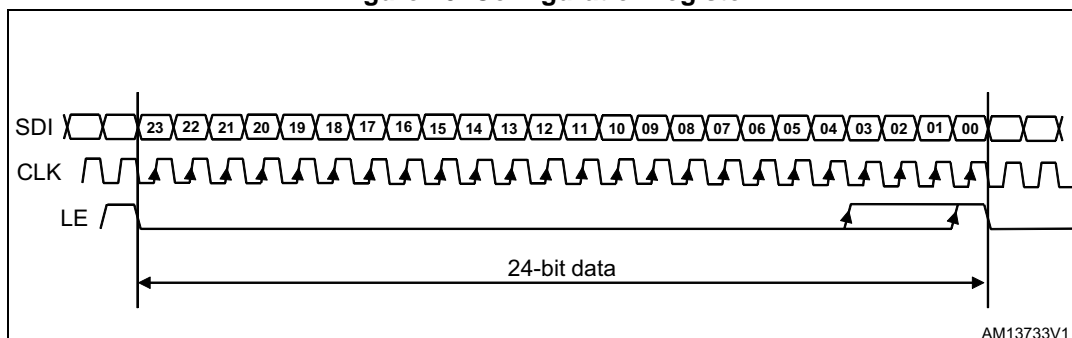 SDI 23 22 21 20 19 18 17 16 15 14 13 12 11 10 09 08 07 06 05 04 03 02 01 00
CLK
LE
24-bit data
AM13733V1